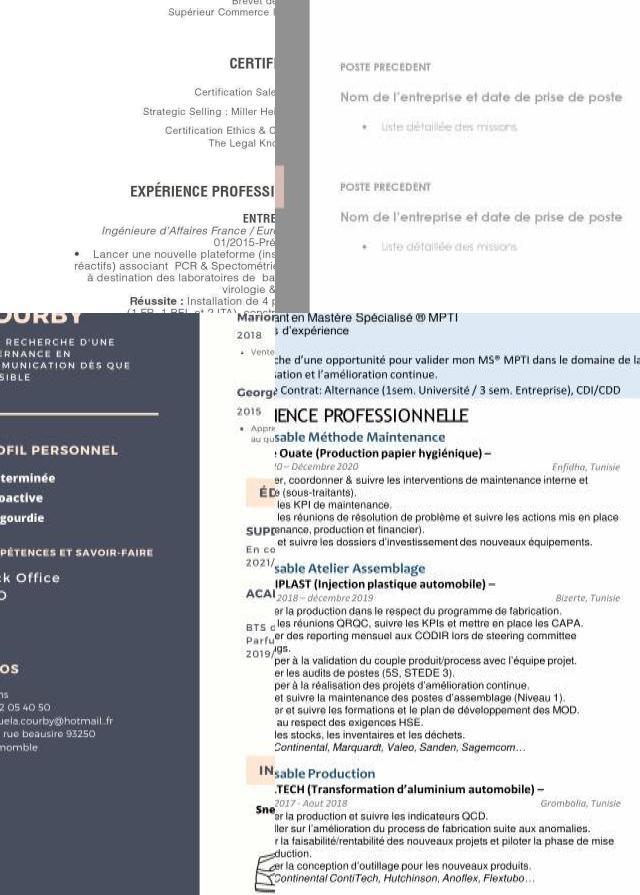 Brevet de
Supérieur Commerce I
CERTIF
Certification Sale
Strategic Selling : Miller Hei
Certification Ethics & C
The Legal Kno
EXPÉRIENCE PROFESSI
ENTRE
Ingénieure d'Affaires France / Euro
01/2015-Pré
• Lancer une nouvelle plateforme (ins
réactifs) associant PCR & Spectométrie
à destination des laboratoires de ba
virologie &
Réussite : Installation de 4 p
POSTE PRECEDENT
Nom de l'entreprise et date de prise de poste
• Liste détaillée des missions
POSTE PRECEDENT
Nom de l'entreprise et date de prise de poste
• Liste détaillée des missions
OURBY
RECHERCHE D'UNE
ERNANCE EN
MUNICATION DÈS QUE
SIBLE
OFIL PERSONNEL
terminée
oactive
gourdie
PÉTENCES ET SAVOIR-FAIRE
k Office
O
OS
ns
2 05 40 50
uela.courby@hotmail.fr
rue beausire 93250
momble
Marion
2018
• Vente
George
2015
• Appre
au qu
ÉD
SUPD
En co
2021/
ACAI
BTS c
Parfu
2019/
IN
Sne
ant en Mastère Spécialisé ® MPTI
s d'expérience
che d'une opportunité pour valider mon MS® MPTI dans le domaine de la
sation et l'amélioration continue.
Contrat: Alternance (1sem. Université / 3 sem. Entreprise), CDI/CDD
IENCE PROFESSIONNELLE
sable Méthode Maintenance
Ouate (Production papier hygiénique) –
0 – Décembre 2020 Enfidha, Tunisie
er, coordonner & suivre les interventions de maintenance interne et
e (sous-traitants).
les KPI de maintenance.
les réunions de résolution de problème et suivre les actions mis en place
enance, production et financier).
et suivre les dossiers d'investissement des nouveaux équipements.
sable Atelier Assemblage
IPLAST (Injection plastique automobile) –
2018 – décembre 2019 Bizerte, Tunisie
er la production dans le respect du programme de fabrication.
les réunions QRQC, suivre les KPIs et mettre en place les CAPA.
er des reporting mensuel aux CODIR lors de steering committee
gs.
per à la validation du couple produit/process avec l'équipe projet.
er les audits de postes (5S, STEDE 3).
per à la réalisation des projets d'amélioration continue.
et suivre la maintenance des postes d'assemblage (Niveau 1).
er et suivre les formations et le plan de développement des MOD.
au respect des exigences HSE.
les stocks, les inventaires et les déchets.
Continental, Marquardt, Valeo, Sanden, Sagemcom…
sable Production
.TECH (Transformation d'aluminium automobile) –
2017 - Aout 2018 Grombalia, Tunisie
er la production et suivre les indicateurs QCD.
ller sur l'amélioration du process de fabrication suite aux anomalies.
r la faisabilité/rentabilité des nouveaux projets et piloter la phase de mise
duction.
er la conception d'outillage pour les nouveaux produits.
Continental ContiTech, Hutchinson, Anoflex, Flextubo…